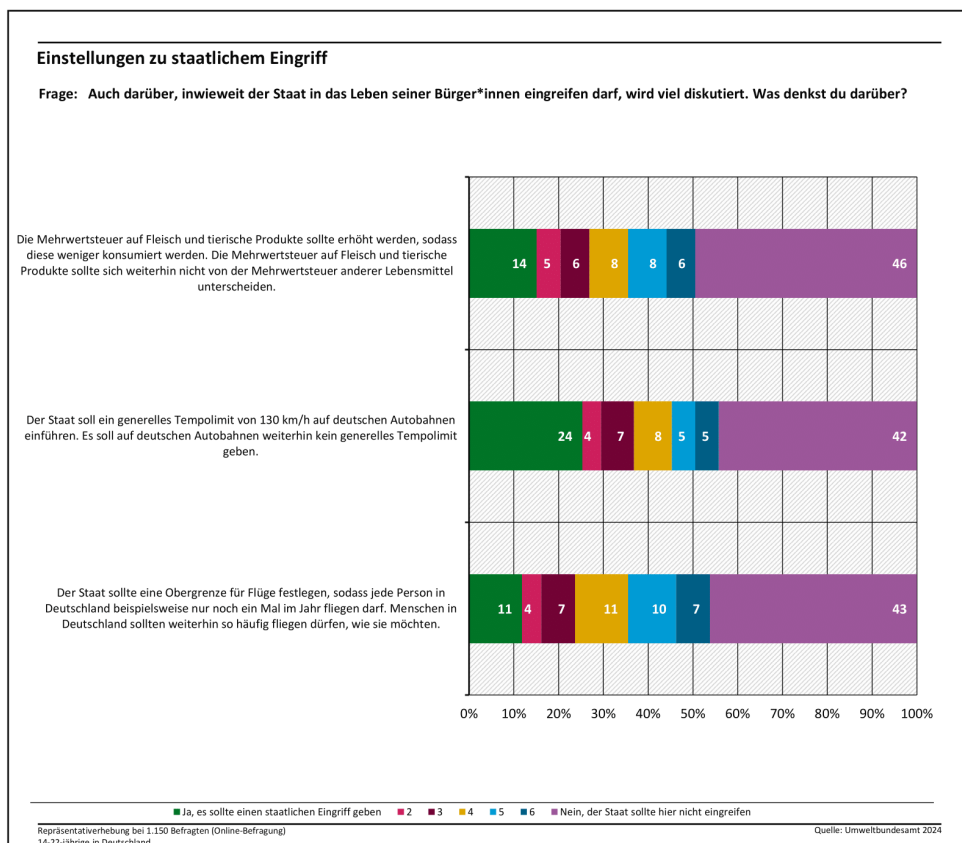 Einstellungen zu staatlichem Eingriff
Frage: Auch darüber, inwieweit der Staat in das Leben seiner Bürger*innen eingreifen darf, wird viel diskutiert. Was denkst du darüber?
Die Mehrwertsteuer auf Fleisch und tierische Produkte sollte erhöht werden, sodass
diese weniger konsumiert werden. Die Mehrwertsteuer auf Fleisch und tierische
Produkte sollte sich weiterhin nicht von der Mehrwertsteuer anderer Lebensmittel
unterscheiden.
14 5 6 8 8 6 46
Der Staat soll ein generelles Tempolimit von 130 km/h auf deutschen Autobahnen
einführen. Es soll auf deutschen Autobahnen weiterhin kein generelles Tempolimit
geben.
24 4 7 8 5 5 42
Der Staat sollte eine Obergrenze für Flüge festlegen, sodass jede Person in
Deutschland beispielsweise nur noch ein Mal im Jahr fliegen darf. Menschen in
Deutschland sollten weiterhin so häufig fliegen dürfen, wie sie möchten.
11 4 7 11 10 7 43
0% 10% 20% 30% 40% 50% 60% 70% 80% 90% 100%
Ja, es sollte einen staatlichen Eingriff geben 2 3 4 5 6 Nein, der Staat sollte hier nicht eingreifen
Repräsentativerhebung bei 1.150 Befragten (Online-Befragung)
Quelle: Umweltbundesamt 2024
14-22-jährige in Deutschland